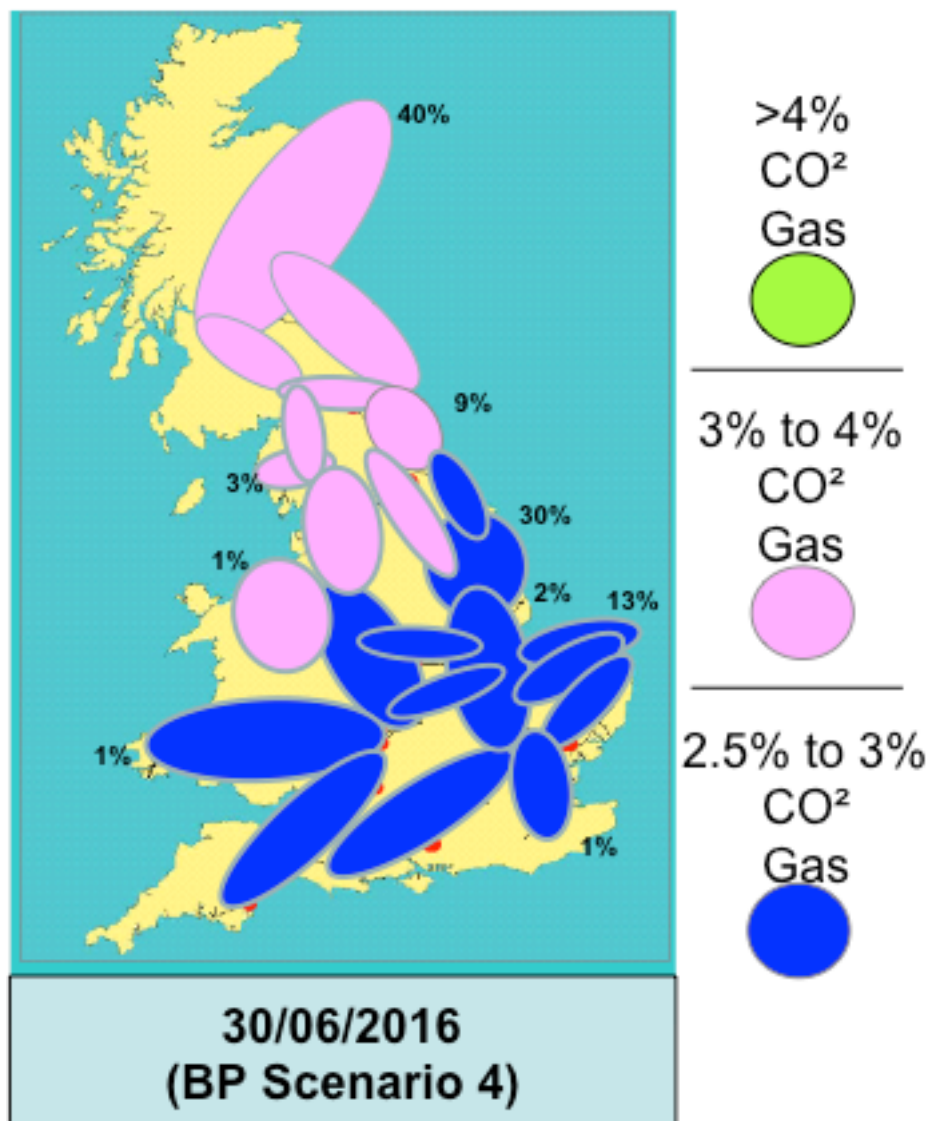 40%
9%
3%
30%
1%
2%
13%
1%
1%
>4%
CO²
Gas
3% to 4%
CO²
Gas
2.5% to 3%
CO²
Gas
30/06/2016
(BP Scenario 4)